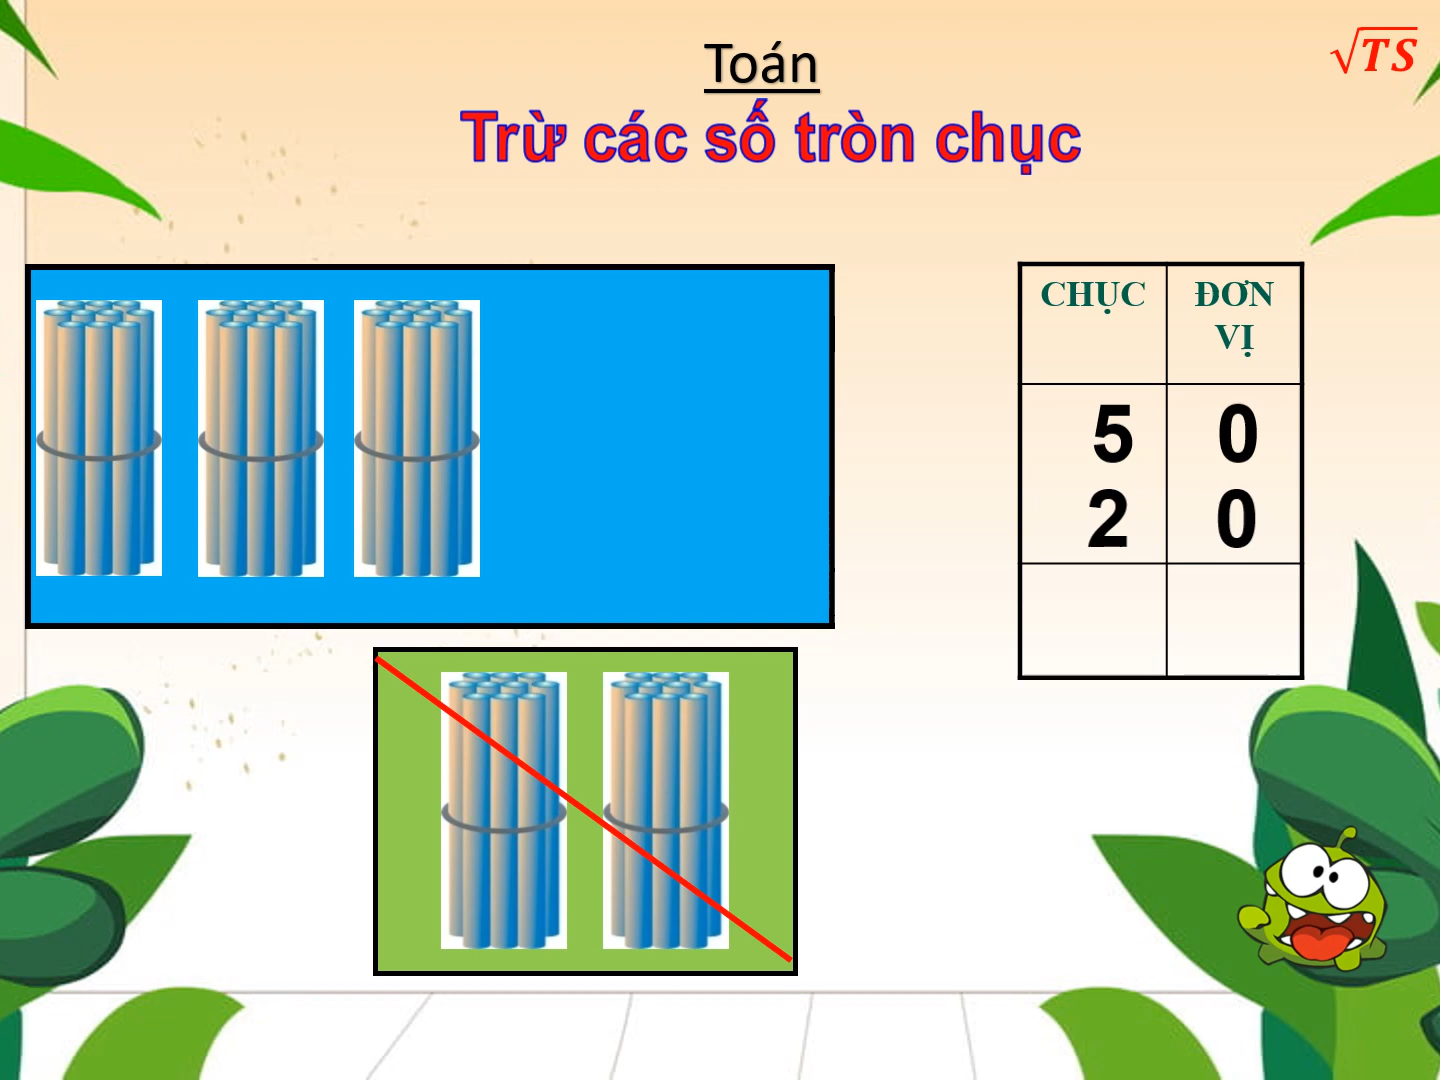 Toán
√TS
Trừ các số tròn chục
CHỤC
ĐƠN
VỊ
5 0
2 0